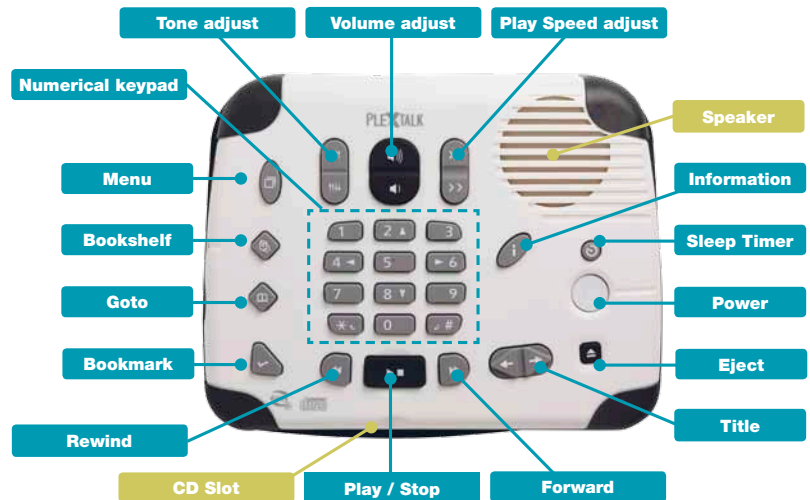 Tone adjust
Volume adjust
Play Speed adjust
Numerical keypad
PLEXTALK
Speaker
Menu
Information
1 2 3
Bookshelf
Sleep Timer
4 5 6
i
Goto
7 8 9
Power
* 0 #
Bookmark
Eject
Title
Rewind
CD Slot
Play / Stop
Forward